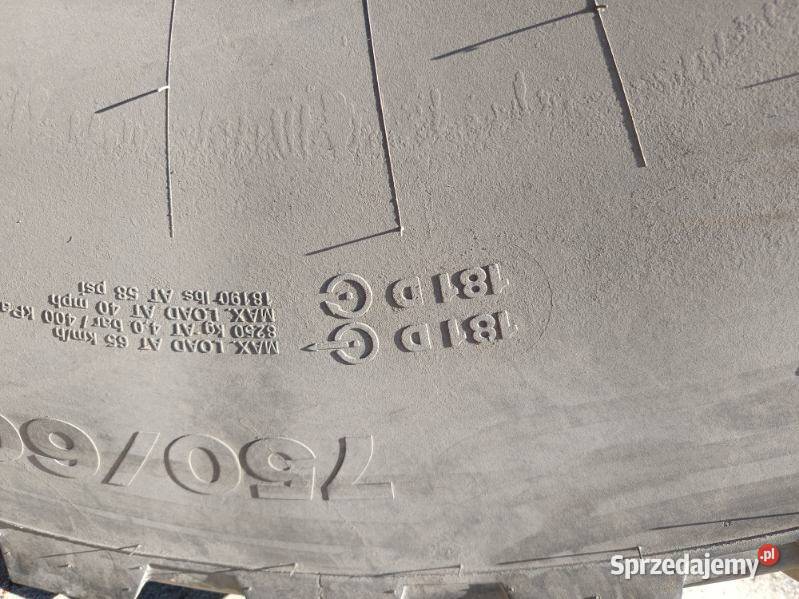 750/6
181 D
181 D
MAX. LOAD AT 65 km/h
8250 kg AT 4,0 bar / 400 kPa
MAX. LOAD AT 40 mph
18190 lbs AT 58 psi
Sprzedajemy.pl